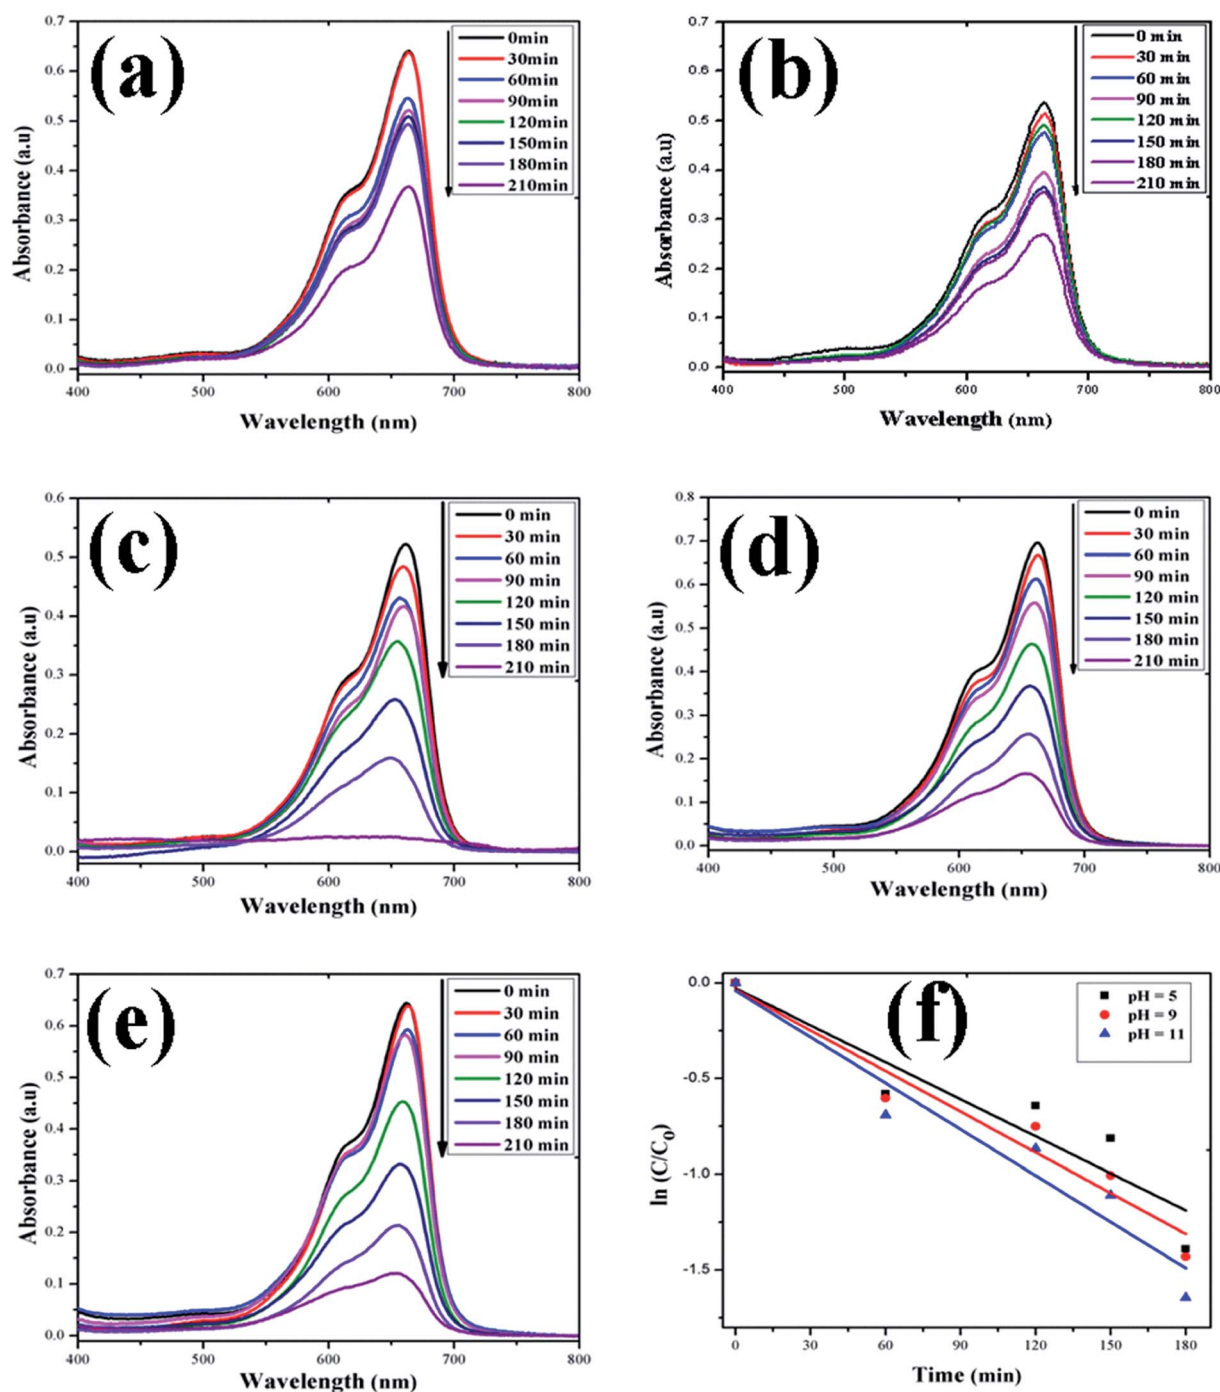 (a)
0.7
0.6
0.5
0.4
0.3
0.2
0.1
0.0
Absorbance (a.u)
400 500 600 700 800
Wavelength (nm)
0min
30min
60min
90min
120min
150min
180min
210min
(b)
0.7
0.6
0.5
0.4
0.3
0.2
0.1
0.0
Absorbance (a.u)
400 500 600 700 800
Wavelength (nm)
0 min
30 min
60 min
90 min
120 min
150 min
180 min
210 min
(c)
0.6
0.5
0.4
0.3
0.2
0.1
0.0
Absorbance (a.u)
400 500 600 700 800
Wavelength (nm)
0 min
30 min
60 min
90 min
120 min
150 min
180 min
210 min
(d)
0.8
0.7
0.6
0.5
0.4
0.3
0.2
0.1
0.0
Absorbance (a.u)
400 500 600 700 800
Wavelength (nm)
0 min
30 min
60 min
90 min
120 min
150 min
180 min
210 min
(e)
0.7
0.6
0.5
0.4
0.3
0.2
0.1
0.0
Absorbance (a.u)
400 500 600 700 800
Wavelength (nm)
0 min
30 min
60 min
90 min
120 min
150 min
180 min
210 min
(f)
0.0
-0.5
-1.0
-1.5
ln (C/C₀)
0 30 60 90 120 150 180
Time (min)
pH = 5
pH = 9
pH = 11